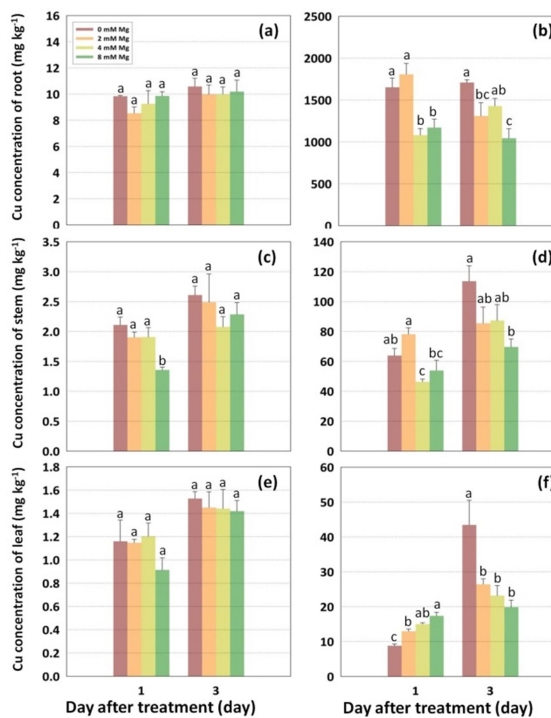 0 mM Mg
2 mM Mg
4 mM Mg
8 mM Mg
(a)
Cu concentration of root (mg kg⁻¹)
16
14
12
10
8
6
4
2
0
a a a a a a a a
(b)
2500
2000
1500
1000
500
0
a a b b a bc ab c
(c)
Cu concentration of stem (mg kg⁻¹)
3.5
3.0
2.5
2.0
1.5
1.0
0.5
0.0
a a a b a a a a
(d)
140
120
100
80
60
40
20
0
ab a c bc a ab ab b
(e)
Cu concentration of leaf (mg kg⁻¹)
1.8
1.6
1.4
1.2
1.0
0.8
0.6
0.4
0.2
0.0
a a a a a a a a
1 3
Day after treatment (day)
(f)
60
50
40
30
20
10
0
c b ab a a b b b
1 3
Day after treatment (day)